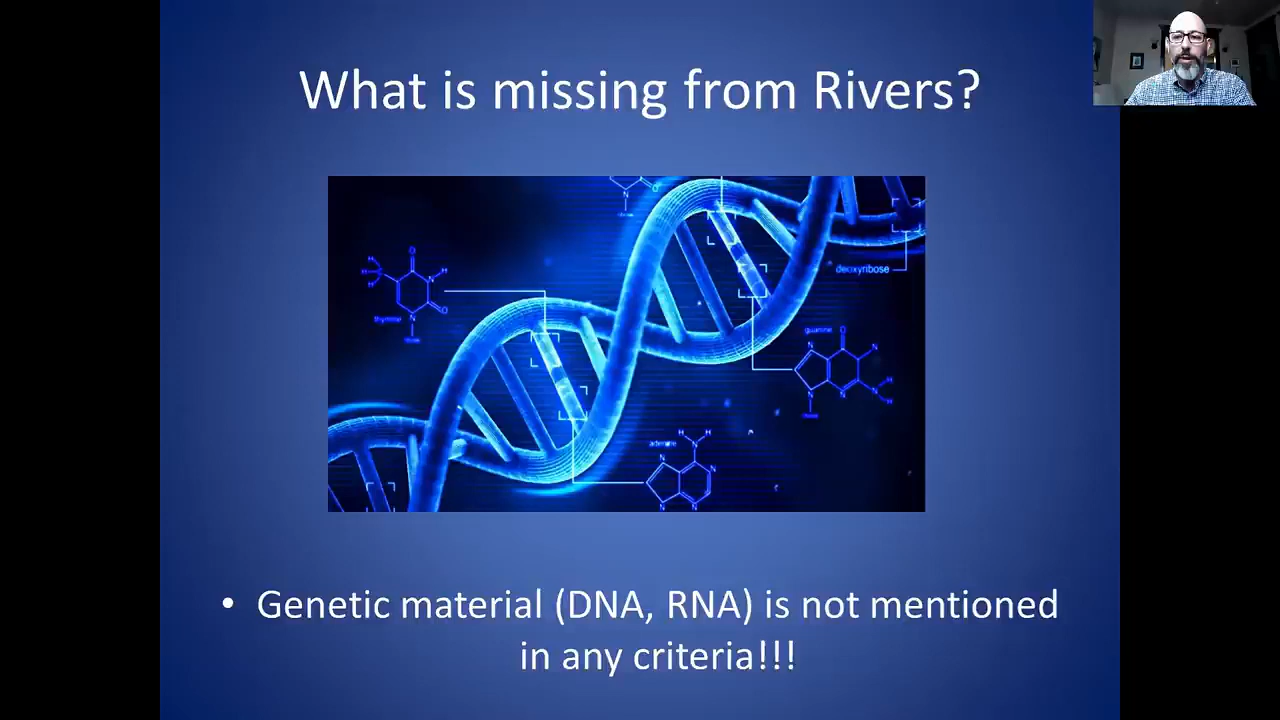 What is missing from Rivers?
deoxyribose
thymine
guanine
adenine
• Genetic material (DNA, RNA) is not mentioned
in any criteria!!!